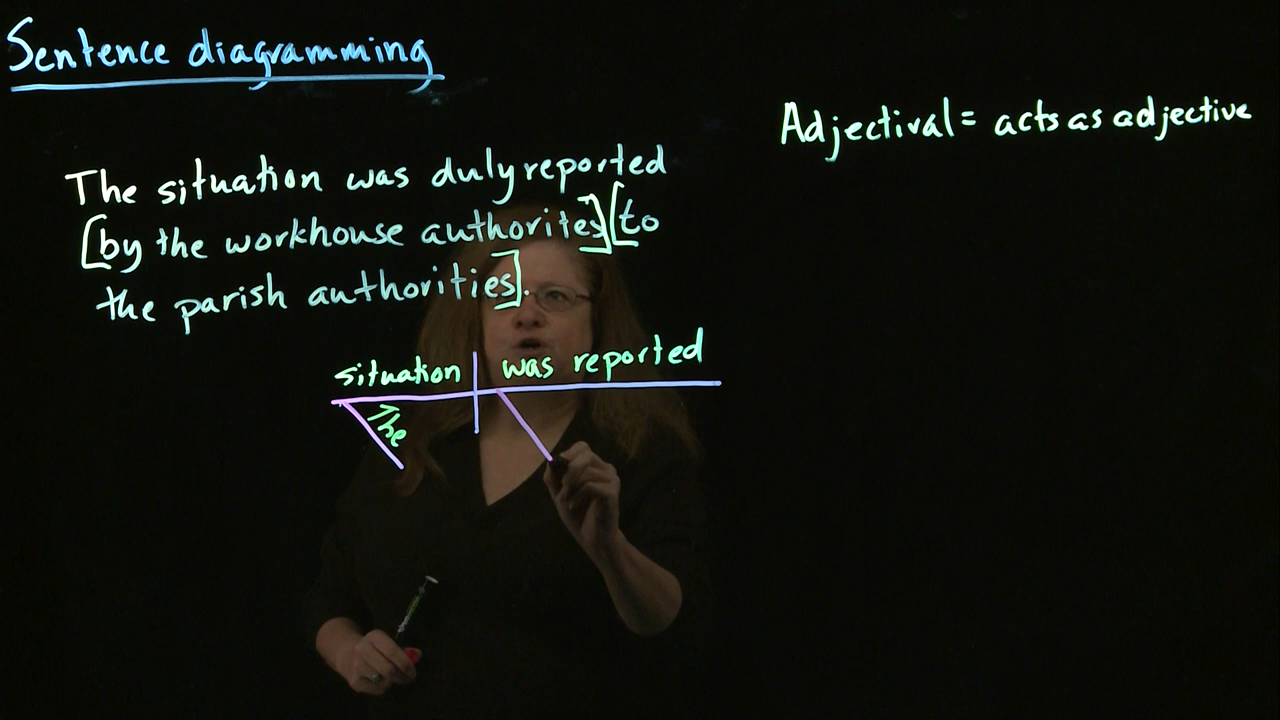 Sentence diagramming
Adjectival = acts as adjective
The situation was duly reported
[by the workhouse authorites] [to
the parish authorities].
situation was reported
The